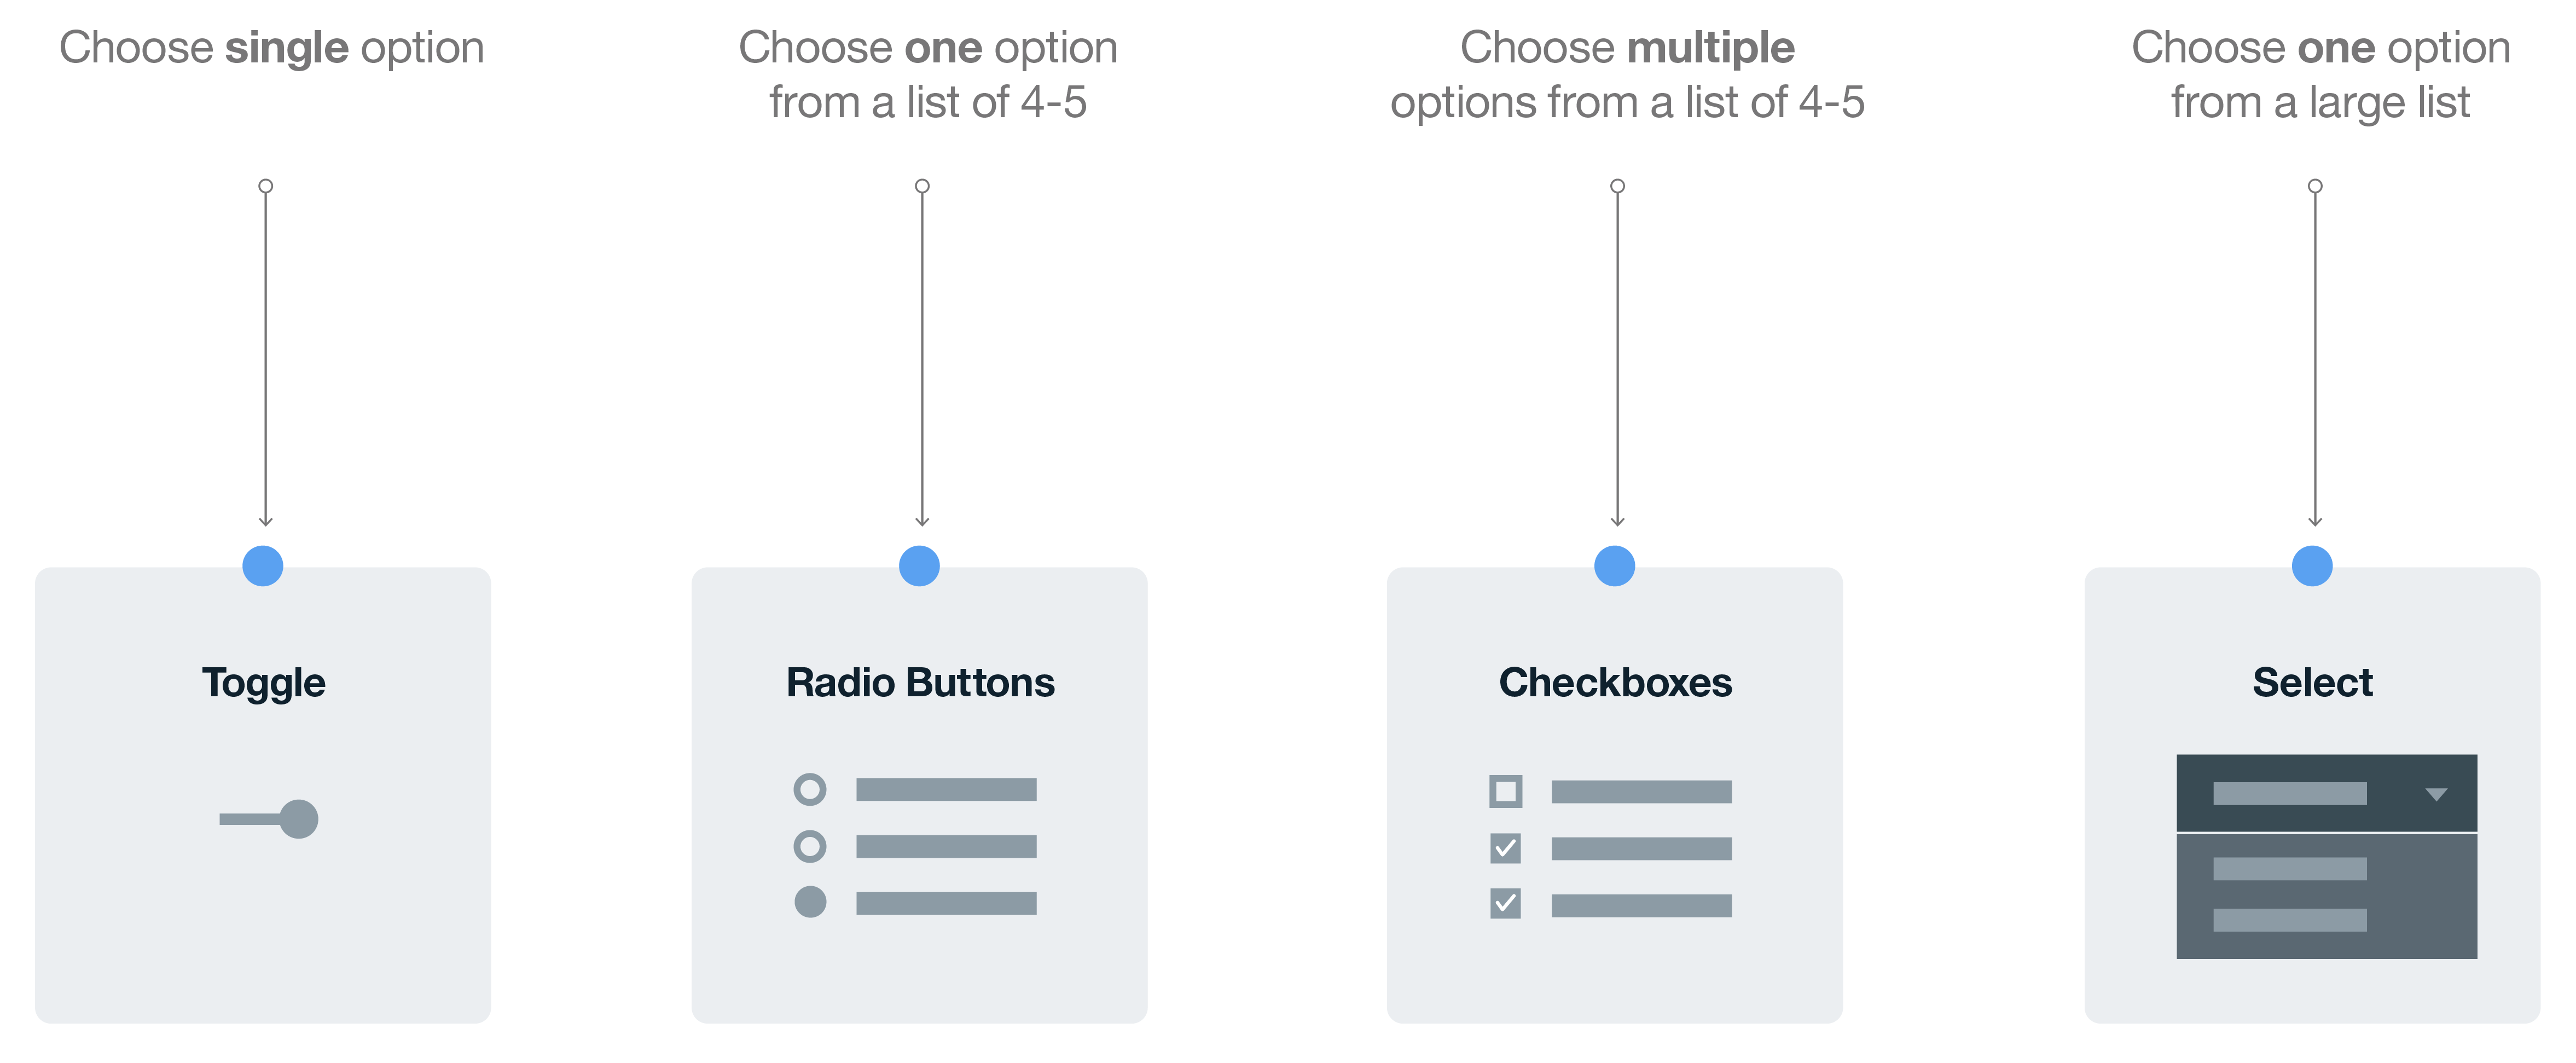 Choose single option
Choose one option
from a list of 4-5
Choose multiple
options from a list of 4-5
Choose one option
from a large list
Toggle
Radio Buttons
Checkboxes
Select